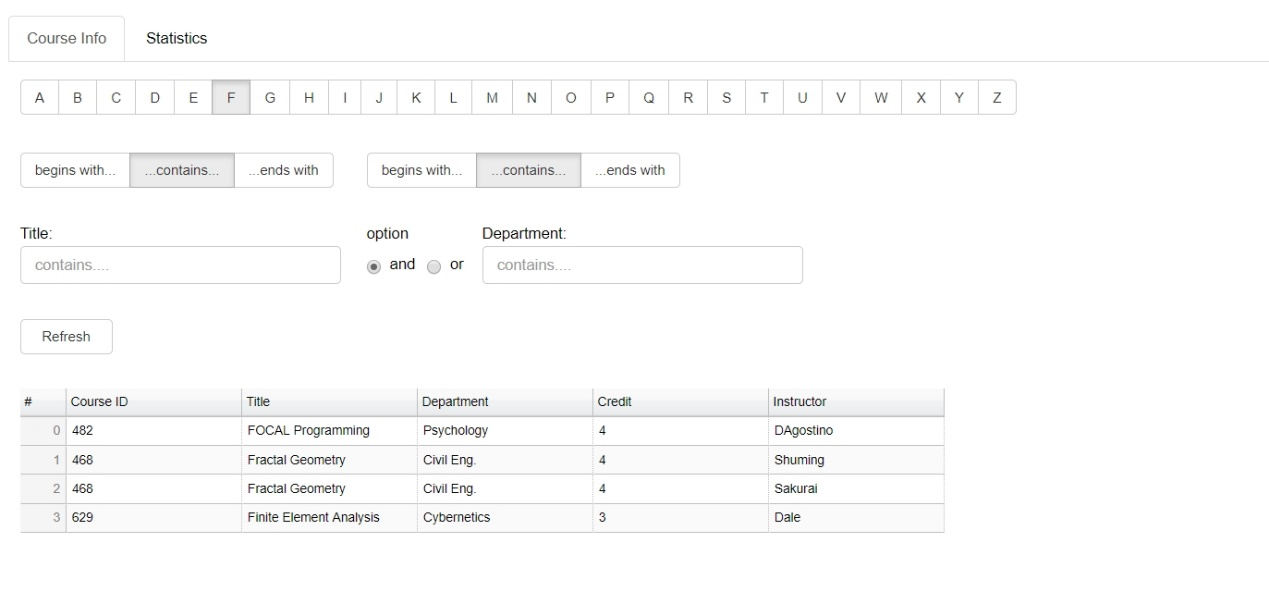 Course Info Statistics
A B C D E F G H I J K L M N O P Q R S T U V W X Y Z
begins with... ...contains... ...ends with begins with... ...contains... ...ends with
Title: option Department:
contains.... and or contains....
Refresh
# Course ID Title Department Credit Instructor
0 482 FOCAL Programming Psychology 4 DAgostino
1 468 Fractal Geometry Civil Eng. 4 Shuming
2 468 Fractal Geometry Civil Eng. 4 Sakurai
3 629 Finite Element Analysis Cybernetics 3 Dale